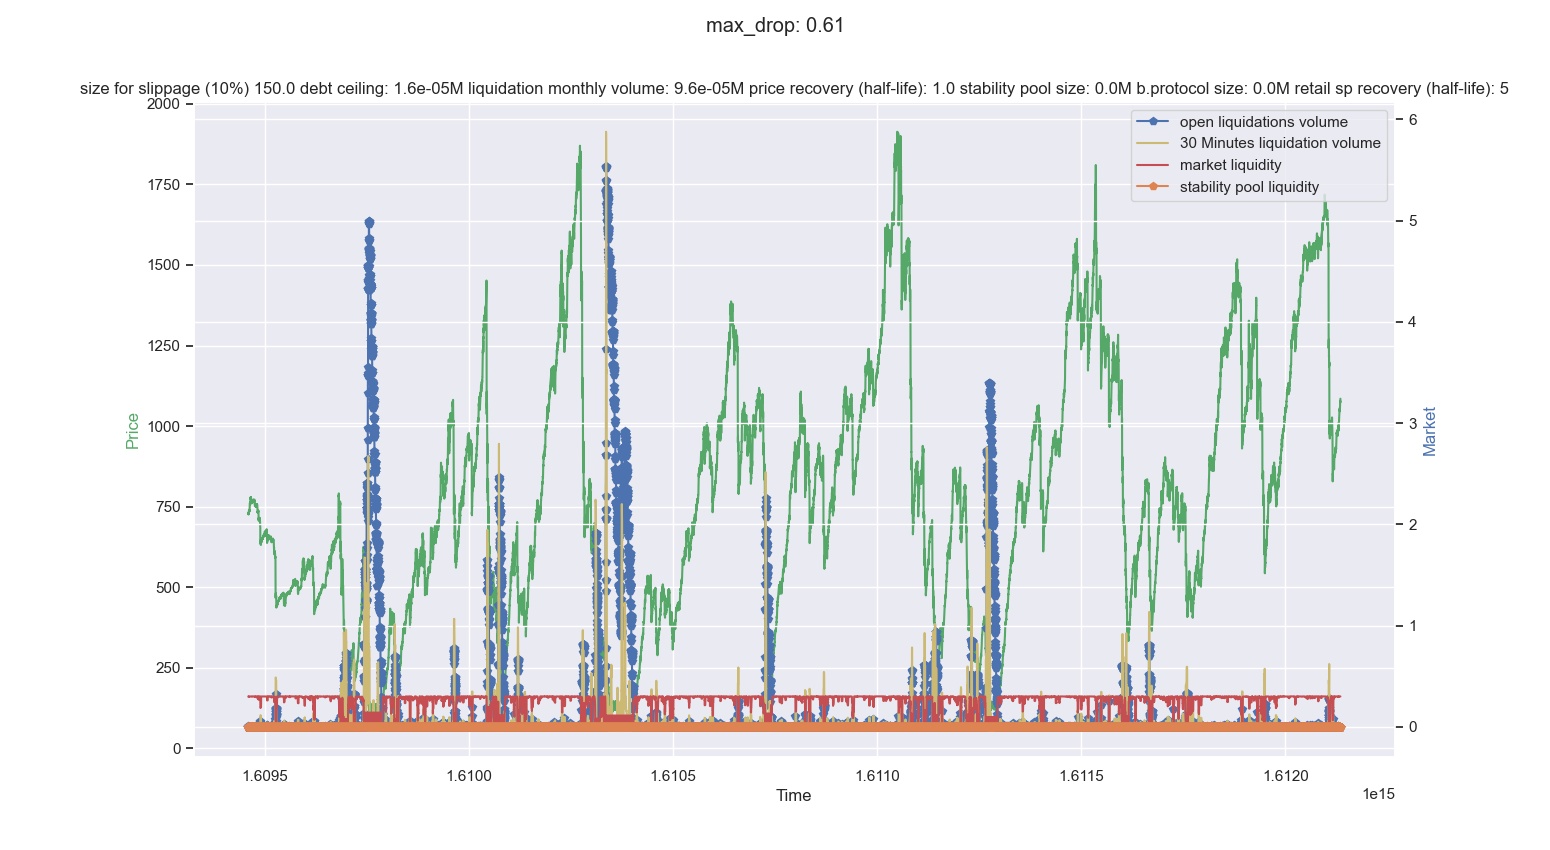 max_drop: 0.61
size for slippage (10%) 150.0 debt ceiling: 1.6e-05M liquidation monthly volume: 9.6e-05M price recovery (half-life): 1.0 stability pool size: 0.0M b.protocol size: 0.0M retail sp recovery (half-life): 5
open liquidations volume
30 Minutes liquidation volume
market liquidity
stability pool liquidity
Price
2000
1750
1500
1250
1000
750
500
250
0
Market
6
5
4
3
2
1
0
1.6095 1.6100 1.6105 1.6110 1.6115 1.6120
Time
1e15